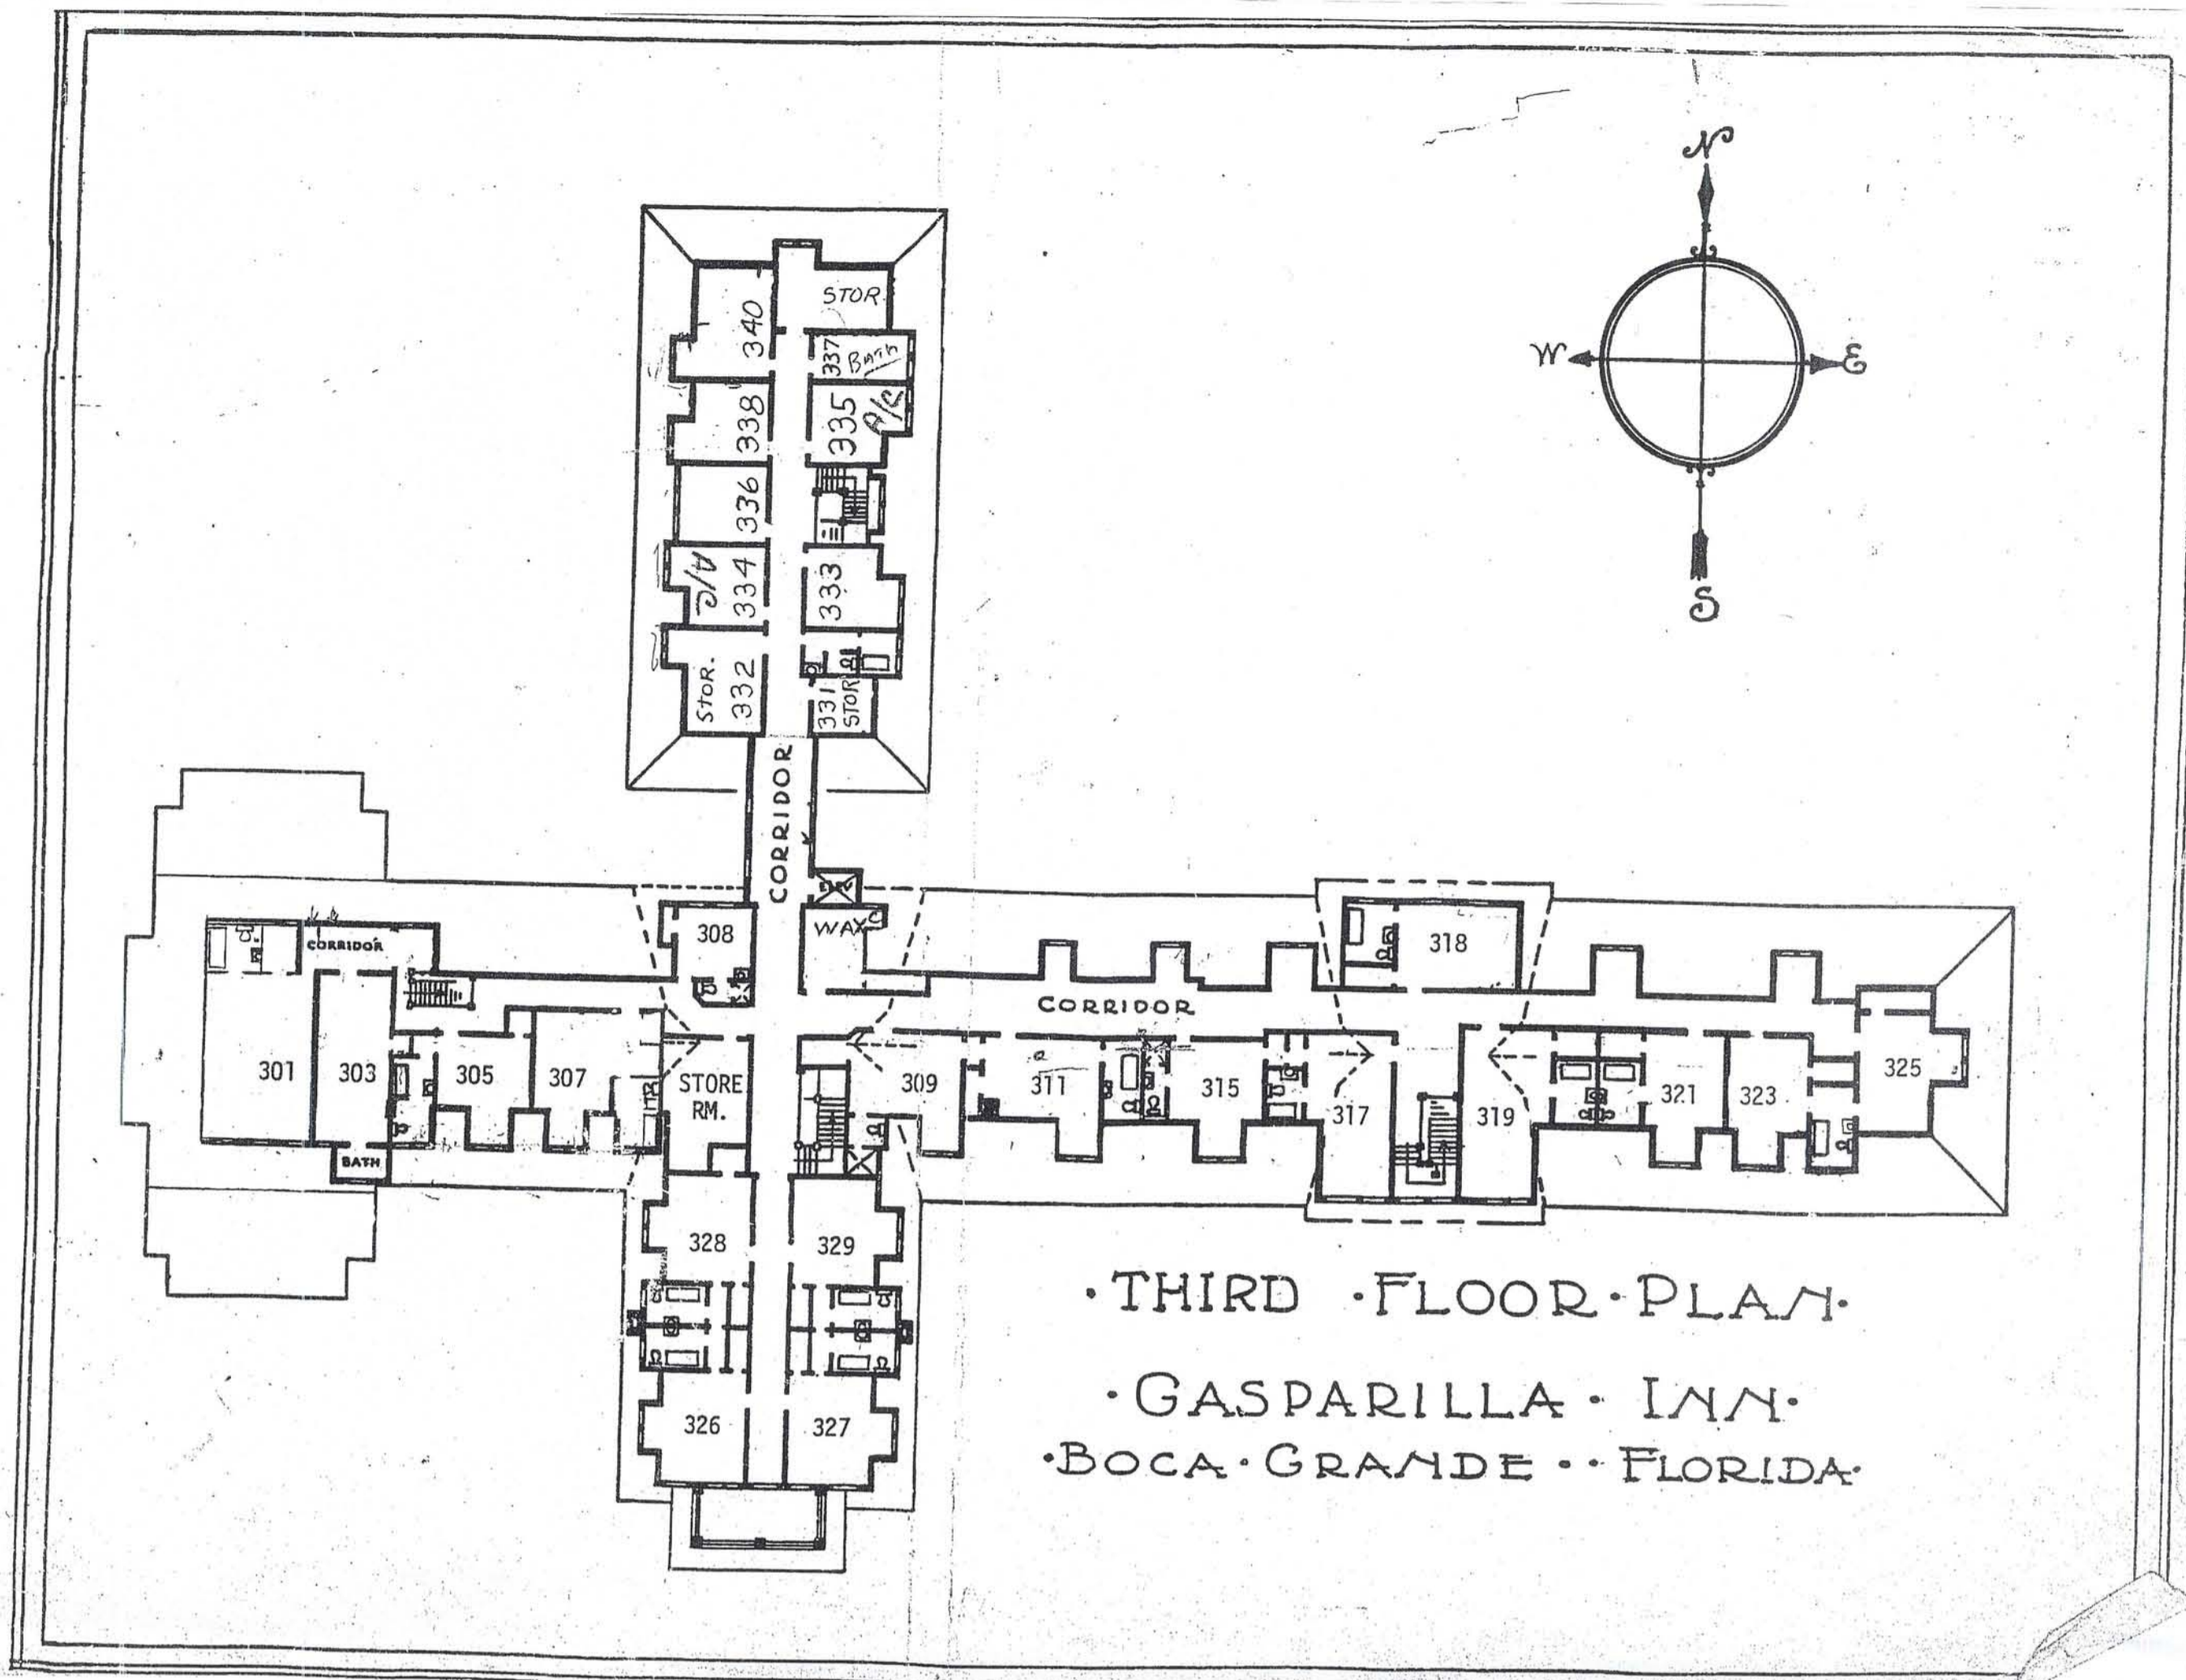 N
W E
S
STOR.
340
337 BATH
338
335 A/C
336
334 A/C
333
332 STOR.
331 STOR
CORRIDOR
ELEV
WAX
308
318
CORRIDOR
CORRIDOR
301
303
305
307
STORE
RM.
309
311
315
317
319
321
323
325
BATH
328
329
326
327
·THIRD ·FLOOR·PLAN·
·GASPARILLA· INN·
·BOCA·GRANDE··FLORIDA·